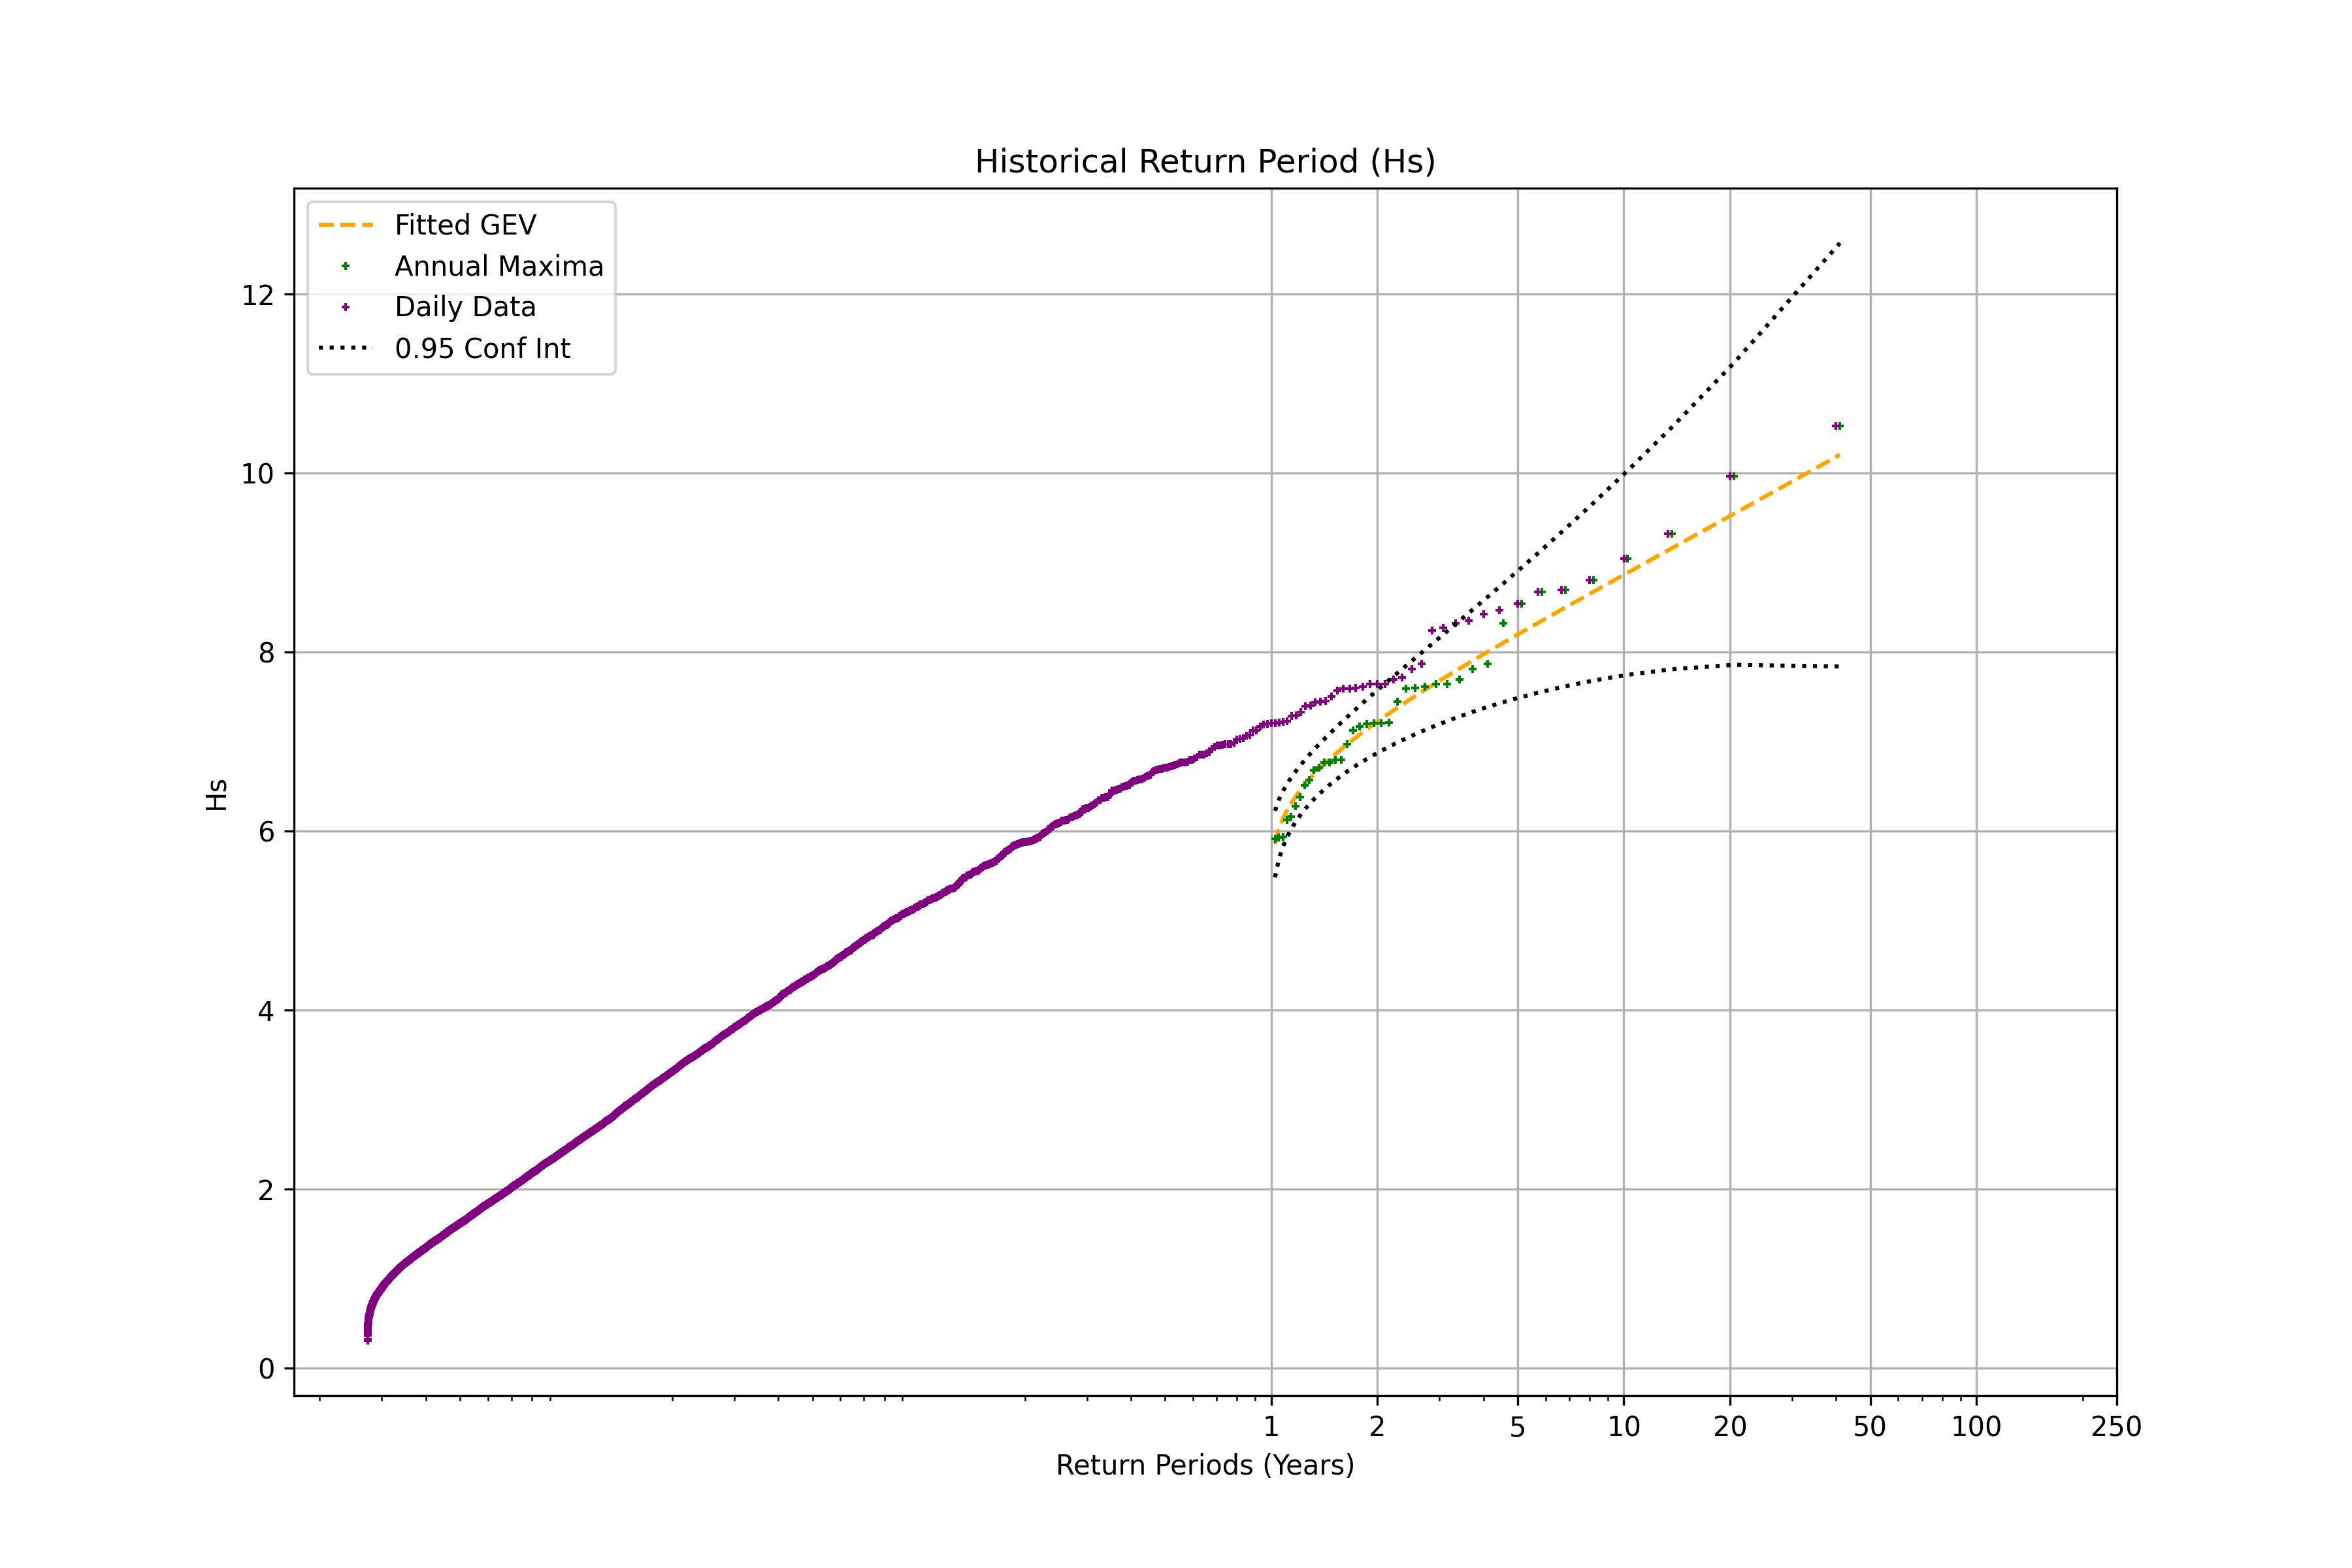 Historical Return Period (Hs)
Fitted GEV
Annual Maxima
Daily Data
0.95 Conf Int
12
10
8
6
4
2
0
Hs
1 2 5 10 20 50 100 250
Return Periods (Years)